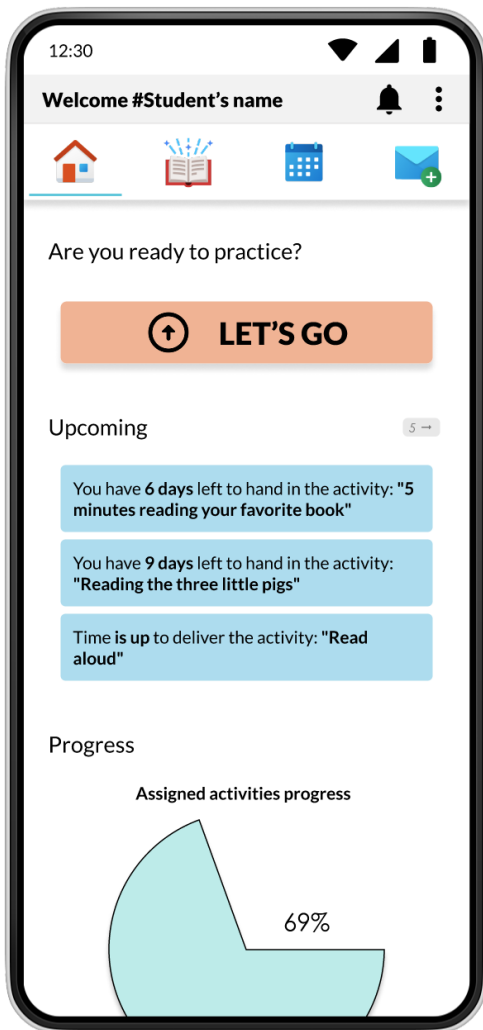 12:30
Welcome #Student's name
Are you ready to practice?
LET'S GO
Upcoming
5 →
You have 6 days left to hand in the activity: "5
minutes reading your favorite book"
You have 9 days left to hand in the activity:
"Reading the three little pigs"
Time is up to deliver the activity: "Read
aloud"
Progress
Assigned activities progress
69%